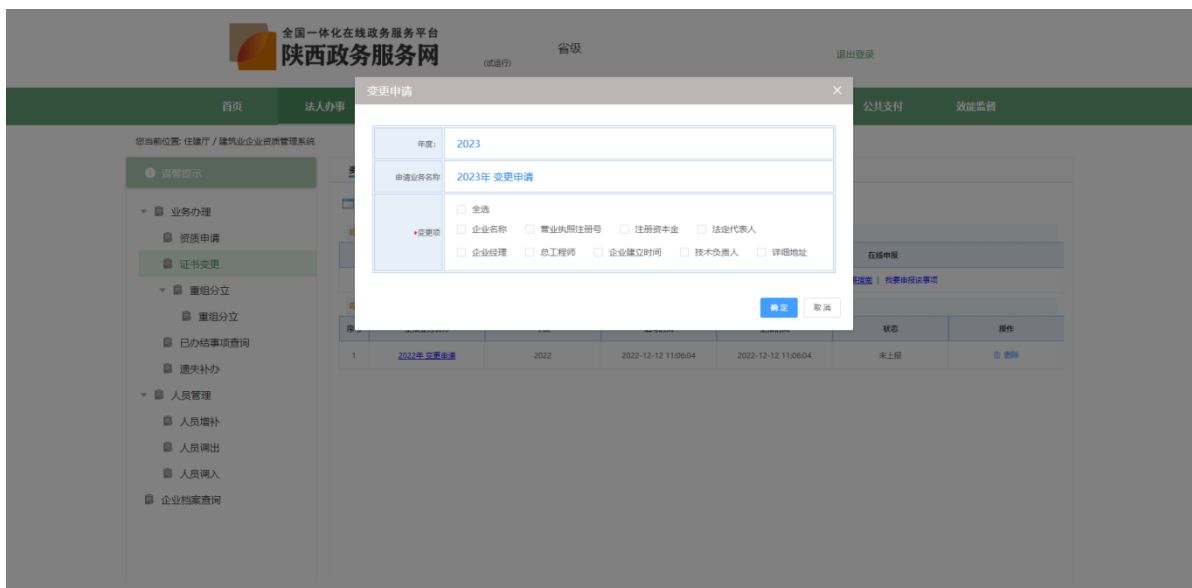 全国一体化在线政务服务平台
陕西政务服务网
(试运行)
省级
退出登录
首页
法人办事
公共支付
效能监督
变更申请
您当前位置: 住建厅 / 建筑业企业资质管理系统
温馨提示
业务办理
资质申请
证书变更
重组分立
重组分立
已办结事项查询
遗失补办
人员管理
人员增补
人员调出
人员调入
企业档案查询
年度:
2023
申请业务名称
2023年 变更申请
*变更项
全选
企业名称 营业执照注册号 注册资本金 法定代表人
企业经理 总工程师 企业建立时间 技术负责人 详细地址
确定 取消
在线申报
| 我要申报该事项
状态 操作
1 2022年 变更申请 2022 2022-12-12 11:06:04 2022-12-12 11:06:04 未上报 删除